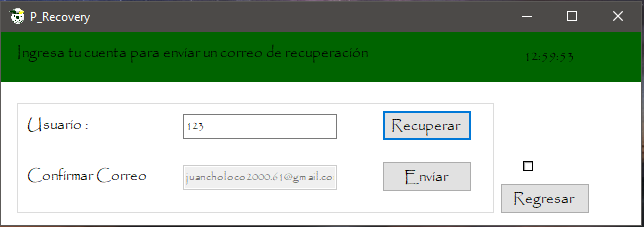 P_Recovery
Ingresa tu cuenta para enviar un correo de recuperación
12:59:53
Usuario :
123
Recuperar
Confirmar Correo
juancholoco2000.61@gmail.co
Enviar
Regresar